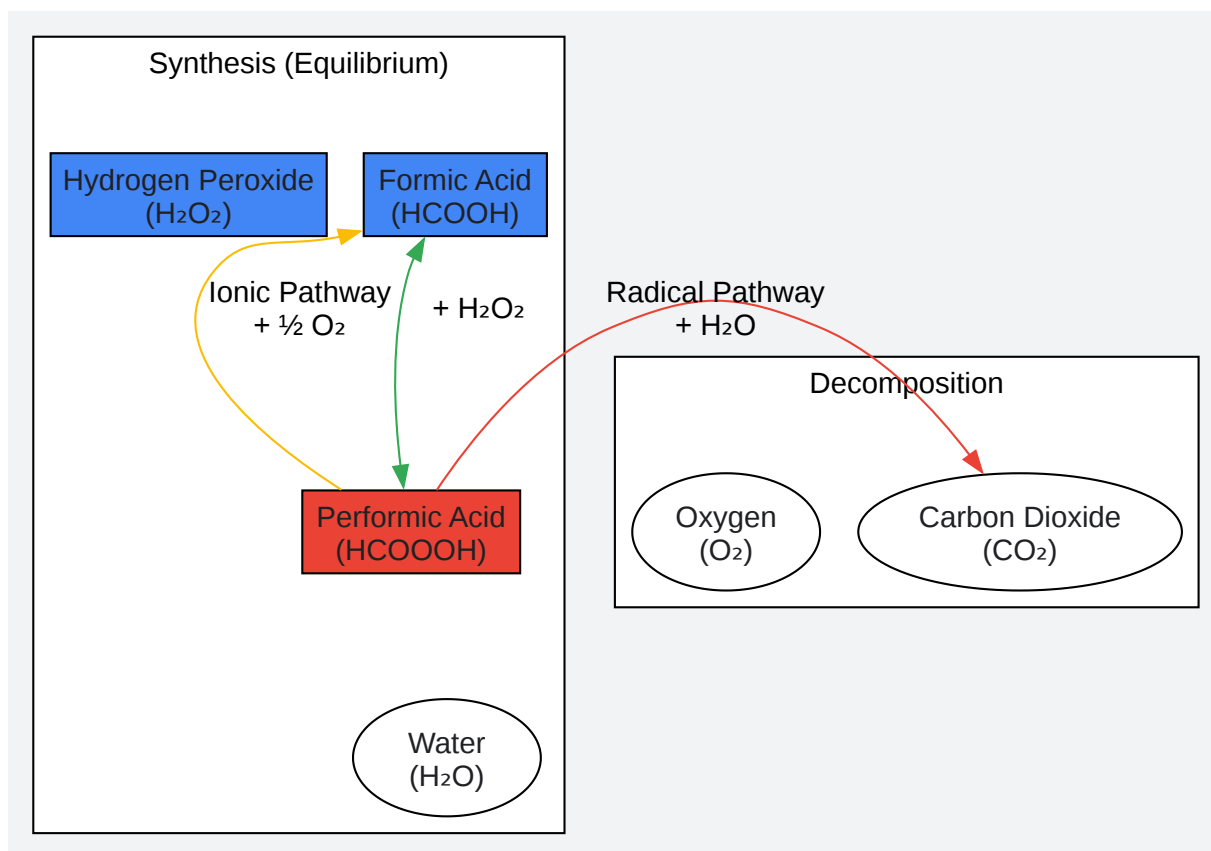 Synthesis (Equilibrium)
Hydrogen Peroxide
(H₂O₂)
Formic Acid
(HCOOH)
Ionic Pathway
+ ½ O₂
+ H₂O₂
Radical Pathway
+ H₂O
Decomposition
Performic Acid
(HCOOOH)
Oxygen
(O₂)
Carbon Dioxide
(CO₂)
Water
(H₂O)